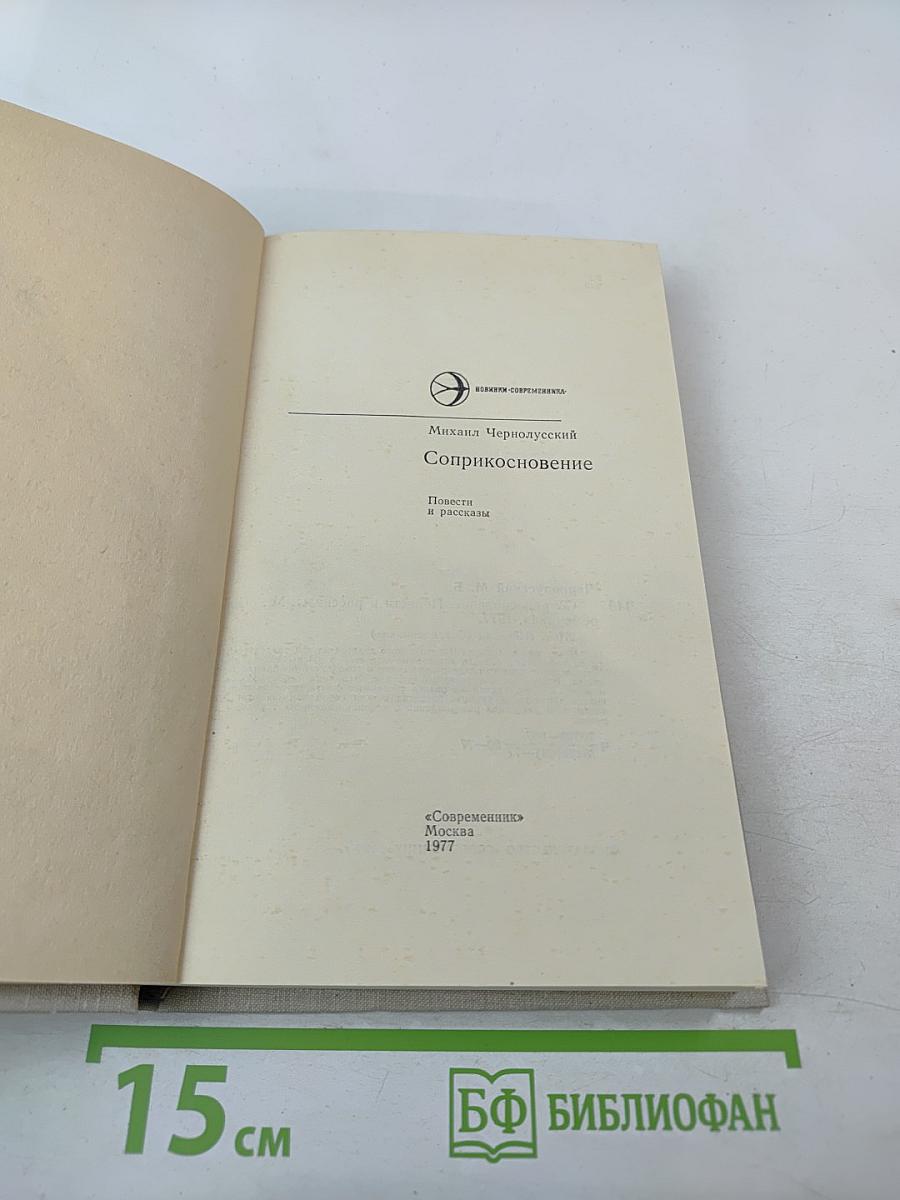 НОВИНКИ «СОВРЕМЕННИКА»
Михаил Чернолусский
Соприкосновение
Повести
и рассказы
«Современник»
Москва
1977
15 см
БФ БИБЛИОФАН